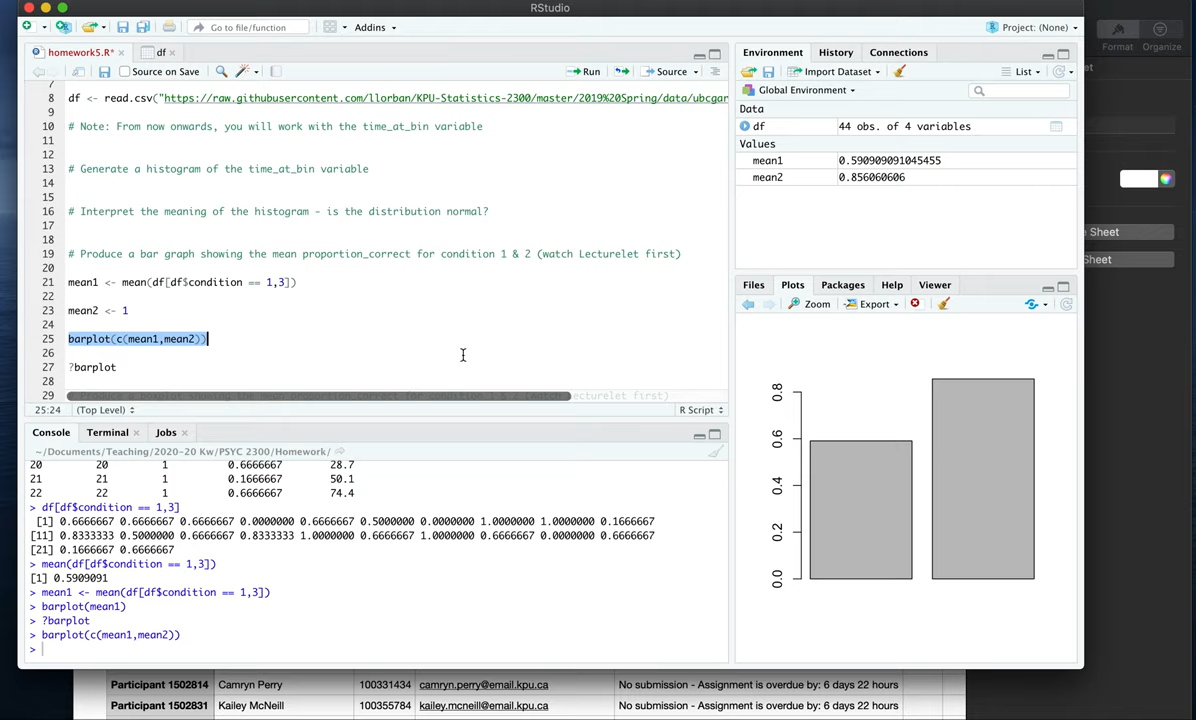 RStudio
Go to file/function
Addins
Project: (None)
Format
Organize
homework5.R*
df
Source on Save
Run
Source
7
8 df <- read.csv("https://raw.githubusercontent.com/llorban/KPU-Statistics-2300/master/2019%20Spring/data/ubcgar
9
10 # Note: From now onwards, you will work with the time_at_bin variable
11
12
13 # Generate a histogram of the time_at_bin variable
14
15
16 # Interpret the meaning of the histogram - is the distribution normal?
17
18
19 # Produce a bar graph showing the mean proportion_correct for condition 1 & 2 (watch Lecturelet first)
20
21 mean1 <- mean(df[df$condition == 1,3])
22
23 mean2 <- 1
24
25 barplot(c(mean1,mean2))
26
27 ?barplot
28
29 # Produce a boxplot showing the mean proportion_correct for condition 1 & 2 (watch Lecturelet first)
25:24
(Top Level)
R Script
Console
Terminal
Jobs
~/Documents/Teaching/2020-20 Kw/PSYC 2300/Homework/
20 20 1 0.6666667 28.7
21 21 1 0.1666667 50.1
22 22 1 0.6666667 74.4
> df[df$condition == 1,3]
[1] 0.6666667 0.6666667 0.6666667 0.0000000 0.6666667 0.5000000 0.0000000 1.0000000 1.0000000 0.1666667
[11] 0.8333333 0.5000000 0.6666667 0.8333333 1.0000000 0.6666667 1.0000000 0.6666667 0.0000000 0.6666667
[21] 0.1666667 0.6666667
> mean(df[df$condition == 1,3])
[1] 0.5909091
> mean1 <- mean(df[df$condition == 1,3])
> barplot(mean1)
> ?barplot
> barplot(c(mean1,mean2))
>
Environment
History
Connections
Import Dataset
List
Global Environment
Data
df 44 obs. of 4 variables
Values
mean1 0.590909091045455
mean2 0.856060606
Files
Plots
Packages
Help
Viewer
Zoom
Export
0.8
0.6
0.4
0.2
0.0
Sheet
Sheet
Participant 1502814 Camryn Perry 100331434 camryn.perry@email.kpu.ca No submission - Assignment is overdue by: 6 days 22 hours
Participant 1502831 Kailey McNeill 100355784 kailey.mcneill@email.kpu.ca No submission - Assignment is overdue by: 6 days 22 hours